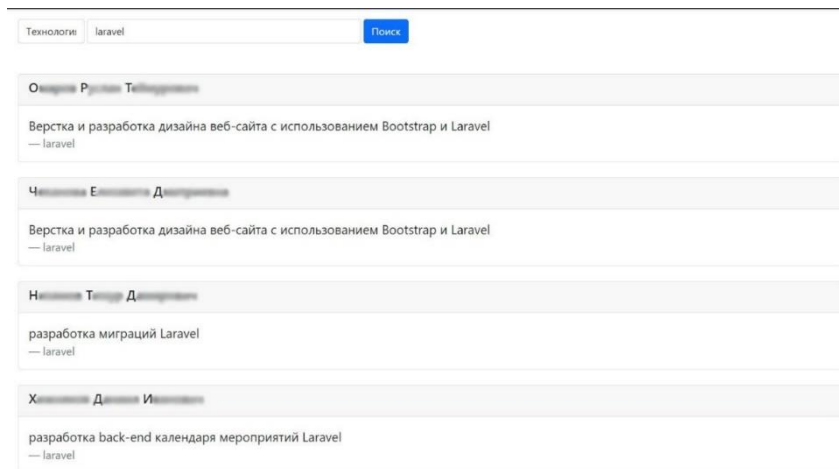 Технологи
laravel
Поиск
Верстка и разработка дизайна веб-сайта с использованием Bootstrap и Laravel
— laravel
Верстка и разработка дизайна веб-сайта с использованием Bootstrap и Laravel
— laravel
разработка миграций Laravel
— laravel
разработка back-end календаря мероприятий Laravel
— laravel